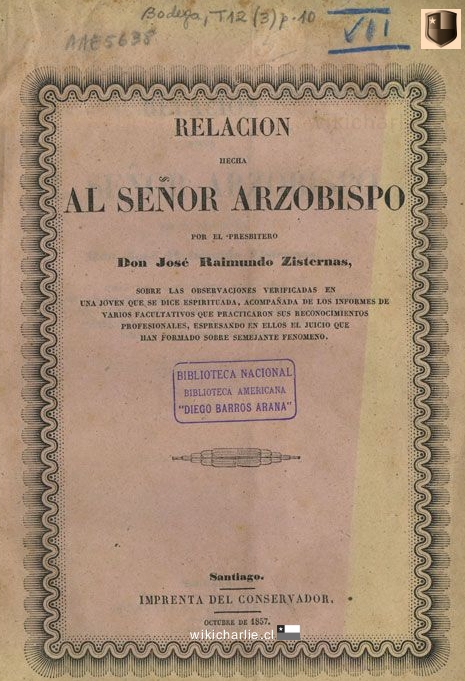 Bodega, T12 (3) p. 10
VII
AAE5638
RELACION
HECHA
AL SEÑOR ARZOBISPO
POR EL PRESBITERO
Don José Raimundo Zisternas,
SOBRE LAS OBSERVACIONES VERIFICADAS EN
UNA JÓVEN QUE SE DICE ESPIRITUADA, ACOMPAÑADA DE LOS INFORMES DE
VARIOS FACULTATIVOS QUE PRACTICARON SUS RECONOCIMIENTOS
PROFESIONALES, ESPRESANDO EN ELLOS EL JUICIO QUE
HAN FORMADO SOBRE SEMEJANTE FENOMENO.
BIBLIOTECA NACIONAL
BIBLIOTECA AMERICANA
"DIEGO BARROS ARANA"
Santiago.
IMPRENTA DEL CONSERVADOR.
OCTUBRE DE 1857.
wikicharlie.cl